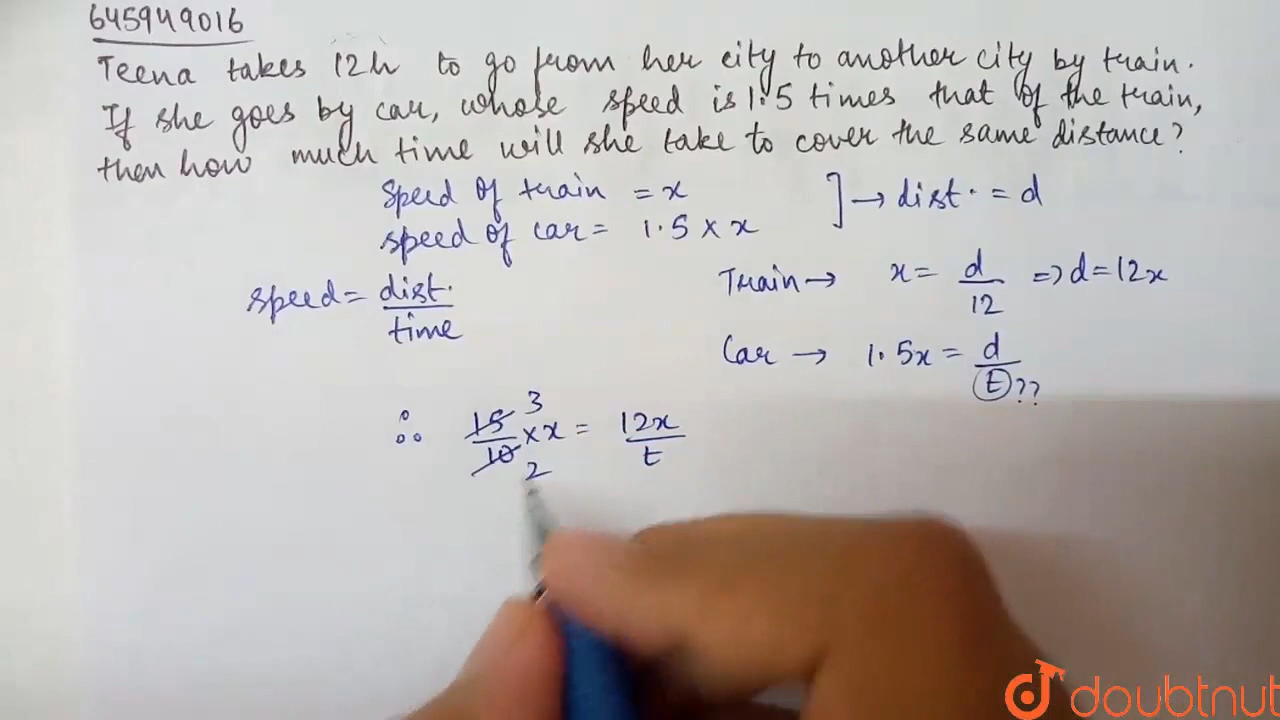 645949016
Teena takes 12h to go from her city to another city by train.
If she goes by car, whose speed is 1.5 times that of the train,
then how much time will she take to cover the same distance?
Speed of train = x
speed of car = 1.5 × x
] → dist. = d
speed = dist. / time
Train → x = d / 12 ⇒ d = 12x
Car → 1.5x = d / t ??
∴ 15 3 / 10 2 × x = 12x / t
doubtnut